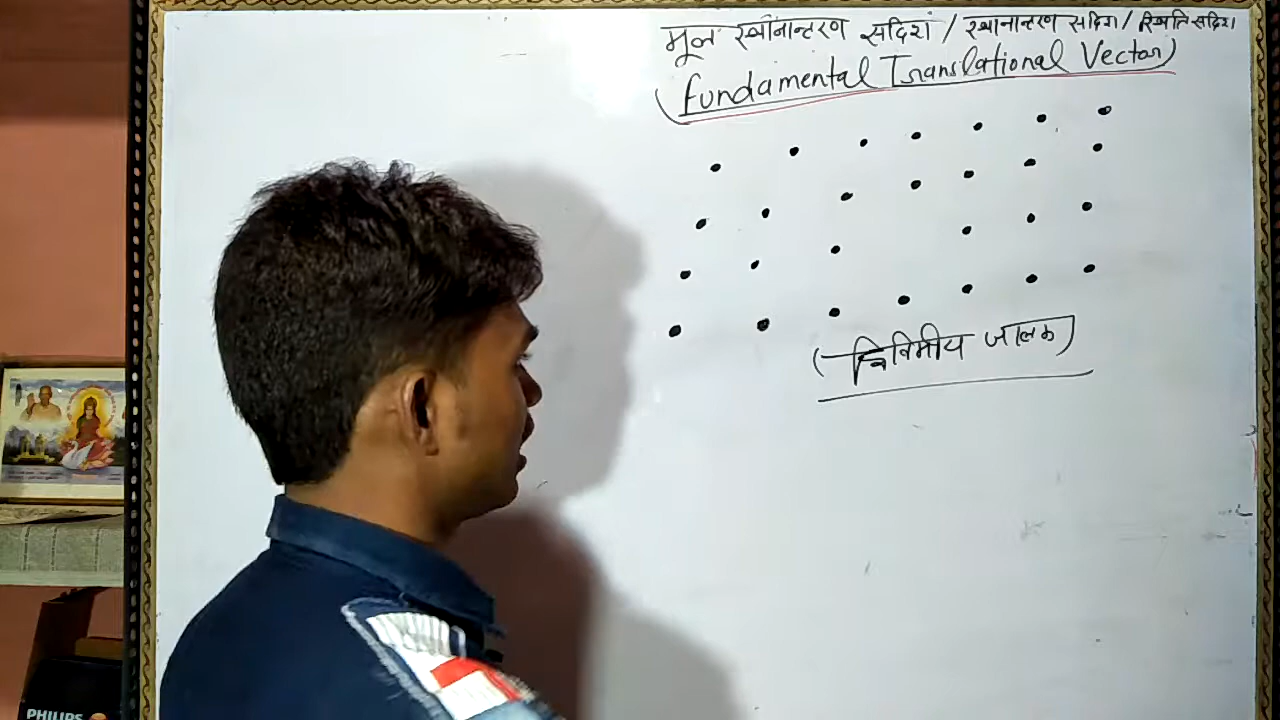 मूल स्थानान्तरण सदिश / स्थानान्तरण सदिश / स्थिति सदिश
(fundamental Translational Vector)
(त्रिविमीय जालक)
PHILIPS